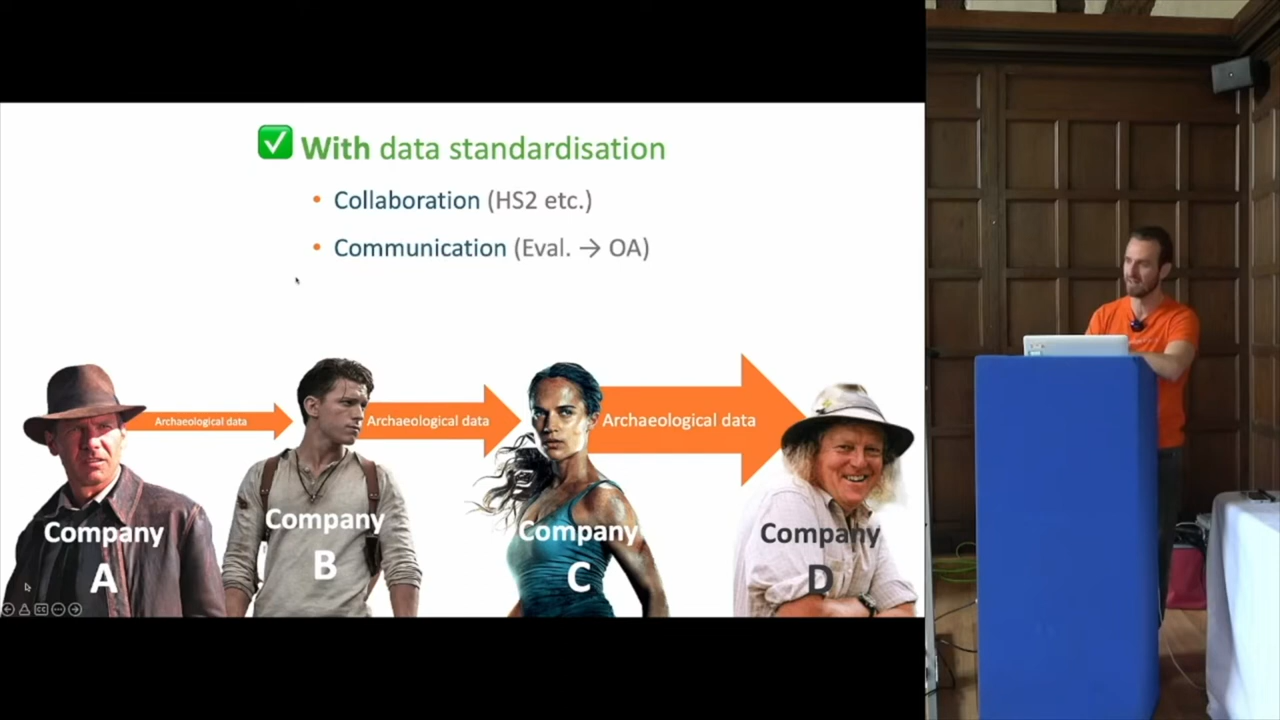 ✅ With data standardisation
• Collaboration (HS2 etc.)
• Communication (Eval. → OA)
Archaeological data
Archaeological data
Archaeological data
Company
A
Company
B
Company
C
Company
D